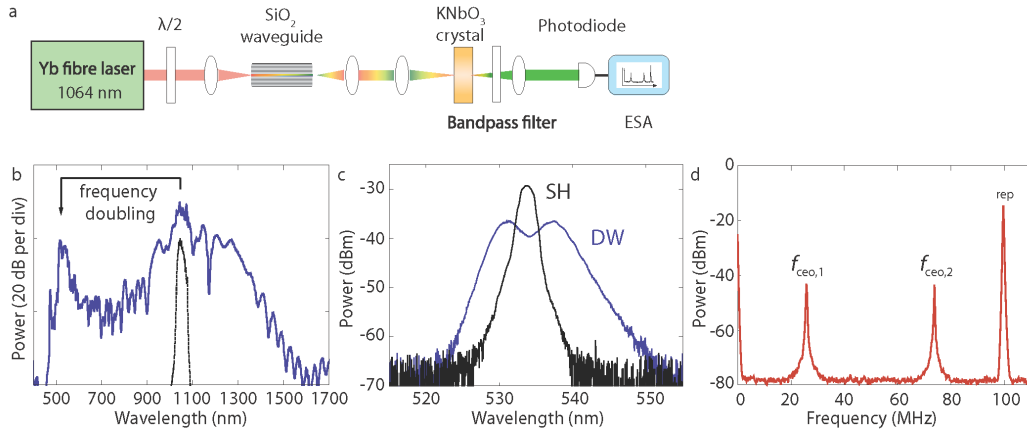 a
λ/2
SiO2
waveguide
KNbO3
crystal
Photodiode
Yb fibre laser
1064 nm
Bandpass filter
ESA
b
frequency
doubling
Power (20 dB per div)
500
700
900
1100
1300
1500
1700
Wavelength (nm)
c
SH
DW
Power (dBm)
-30
-40
-50
-60
-70
520
530
540
550
Wavelength (nm)
d
rep
fceo,1
fceo,2
Power (dBm)
0
-20
-40
-60
-80
0
20
40
60
80
100
Frequency (MHz)